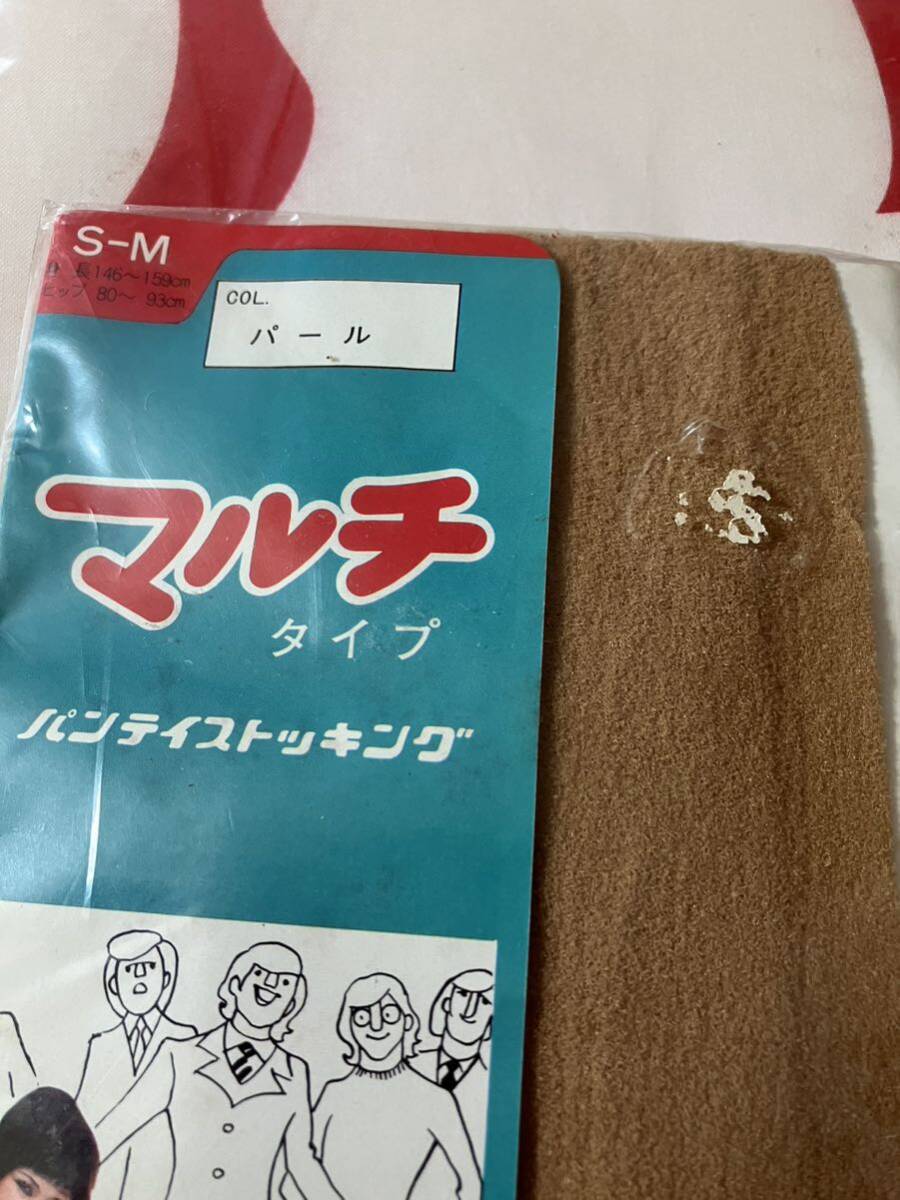 S-M
身 長146～159cm
ヒップ 80～ 93cm
COL.
パール
マルチ
タイプ
パンテイストッキング